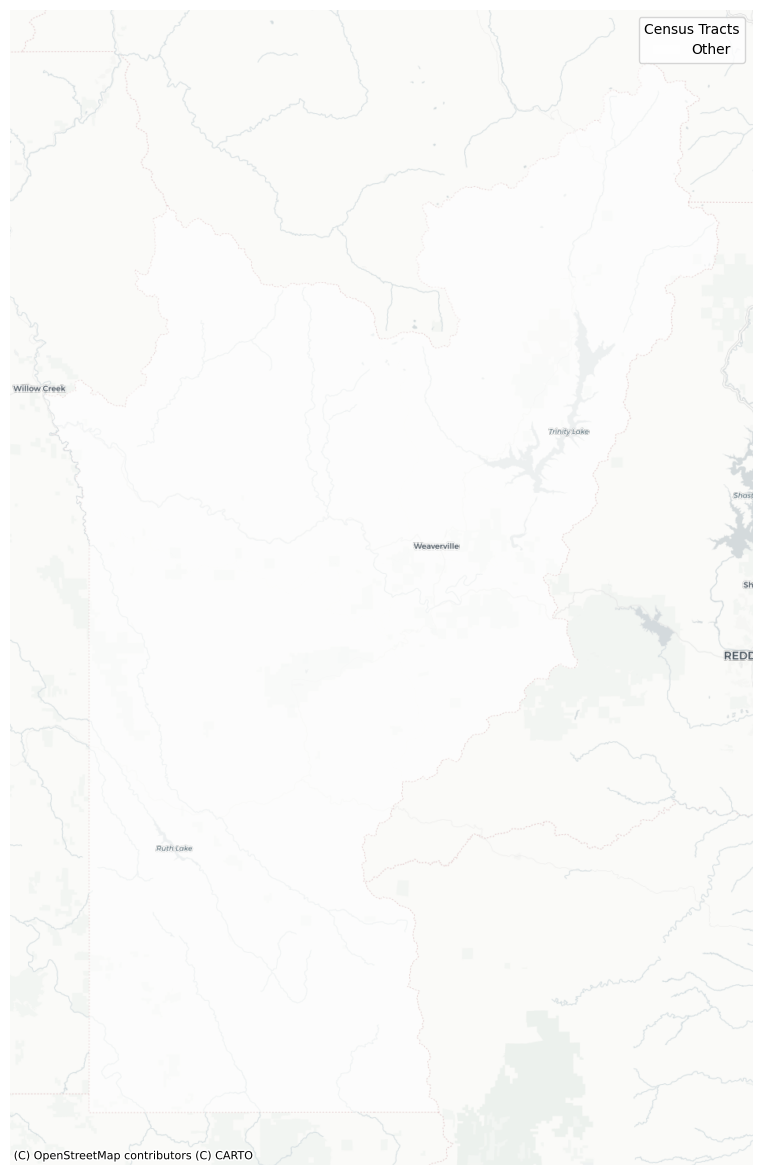 Census Tracts
Other
Willow Creek
Trinity Lake
Shas
Weaverville
Sh
REDD
Ruth Lake
(C) OpenStreetMap contributors (C) CARTO